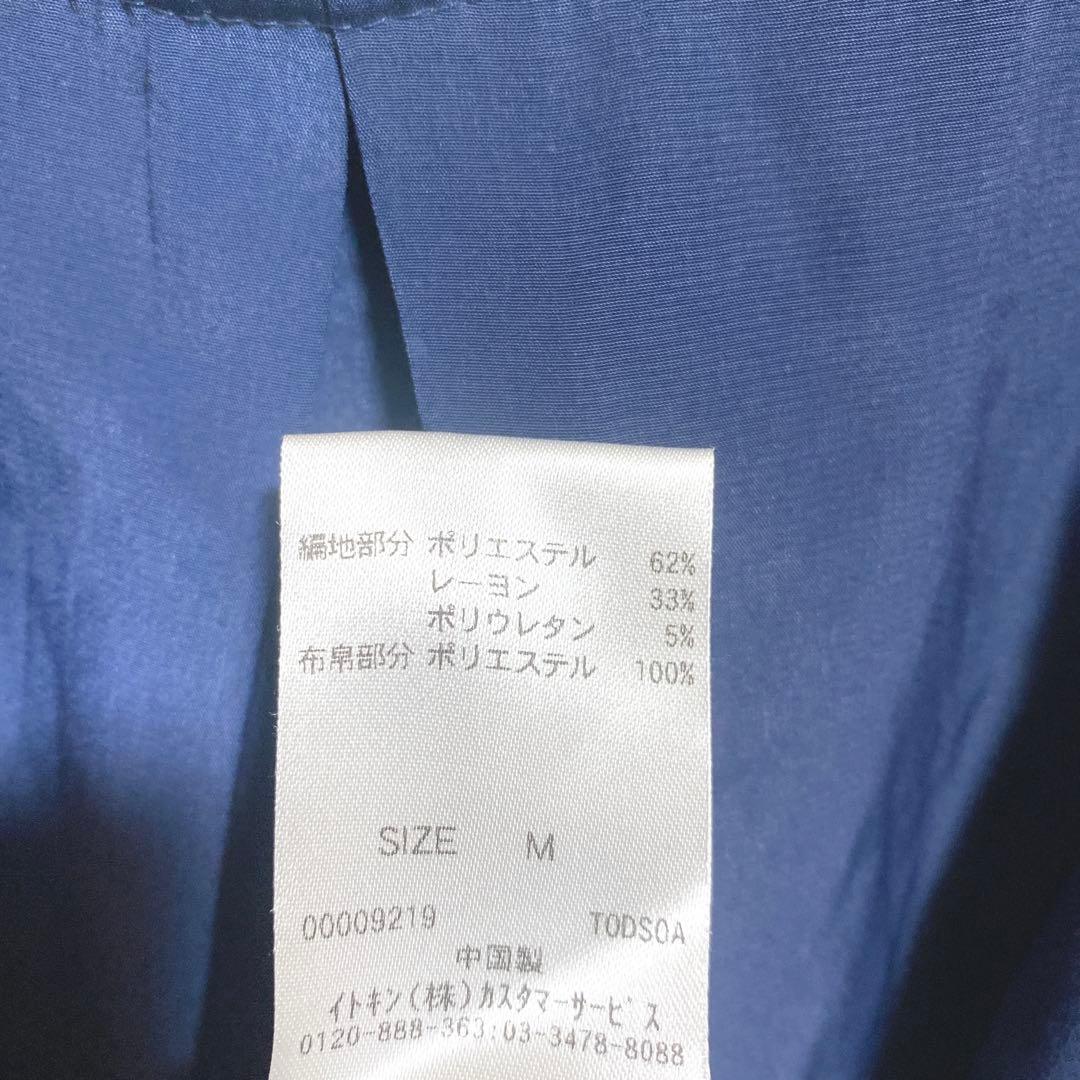 編地部分 ポリエステル 62%
レーヨン 33%
ポリウレタン 5%
布帛部分 ポリエステル 100%
SIZE M
00009219 TODSOA
中国製
イトキン(株)カスタマーサービス
0120-888-363:03-3478-8088